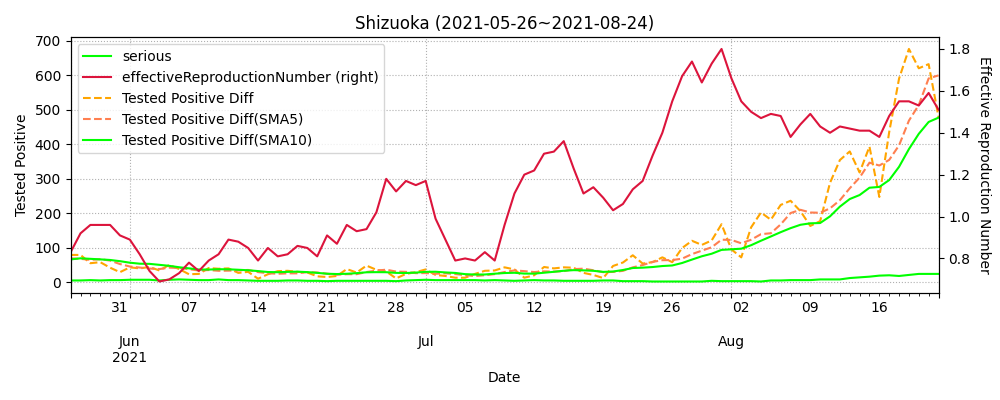 Shizuoka (2021-05-26~2021-08-24)
700
600
500
400
300
200
100
0
Tested Positive
serious
effectiveReproductionNumber (right)
Tested Positive Diff
Tested Positive Diff(SMA5)
Tested Positive Diff(SMA10)
1.8
1.6
1.4
1.2
1.0
0.8
Effective Reproduction Number
31 07 14 21 28 05 12 19 26 02 09 16
Jun Jul Aug
2021
Date